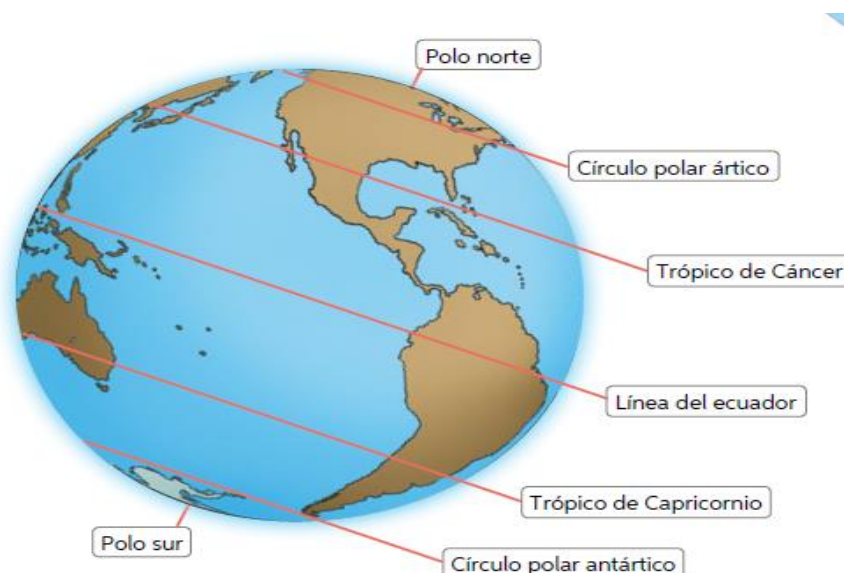 Polo norte
Círculo polar ártico
Trópico de Cáncer
Línea del ecuador
Trópico de Capricornio
Polo sur
Círculo polar antártico